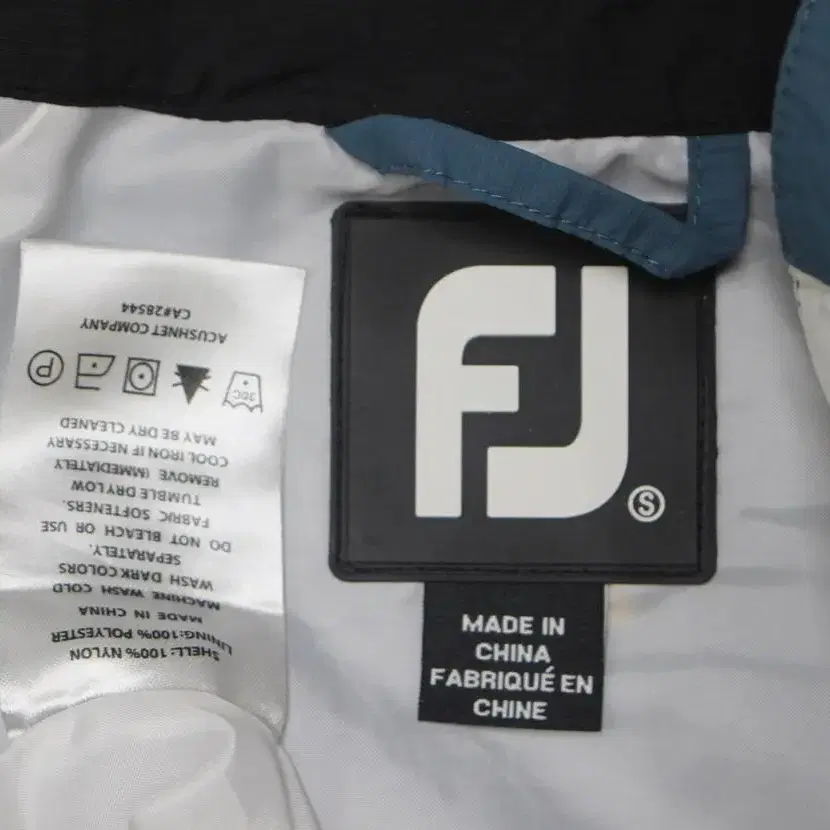 FJ
S
MADE IN
CHINA
FABRIQUÉ EN
CHINE
SHELL:100% NYLON
LINING:100% POLYESTER
MADE IN CHINA
MACHINE WASH COLD
WASH DARK COLORS
SEPARATELY.
DO NOT BLEACH OR USE
FABRIC SOFTENERS.
TUMBLE DRY LOW
REMOVE IMMEDIATELY
COOL IRON IF NECESSARY
MAY BE DRY CLEANED
30C
P
ACUSHNET COMPANY
CA#28544